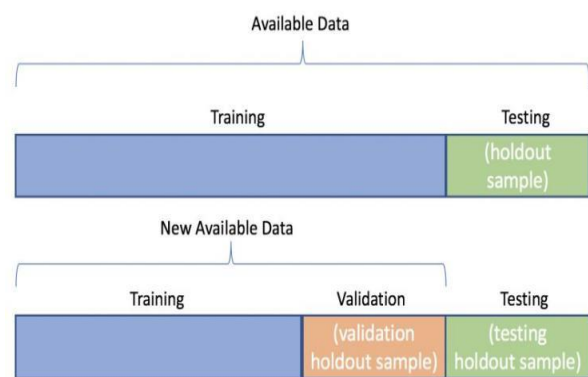 Available Data
Training Testing
(holdout
sample)
New Available Data
Training Validation Testing
(validation (testing
holdout sample) holdout sample)